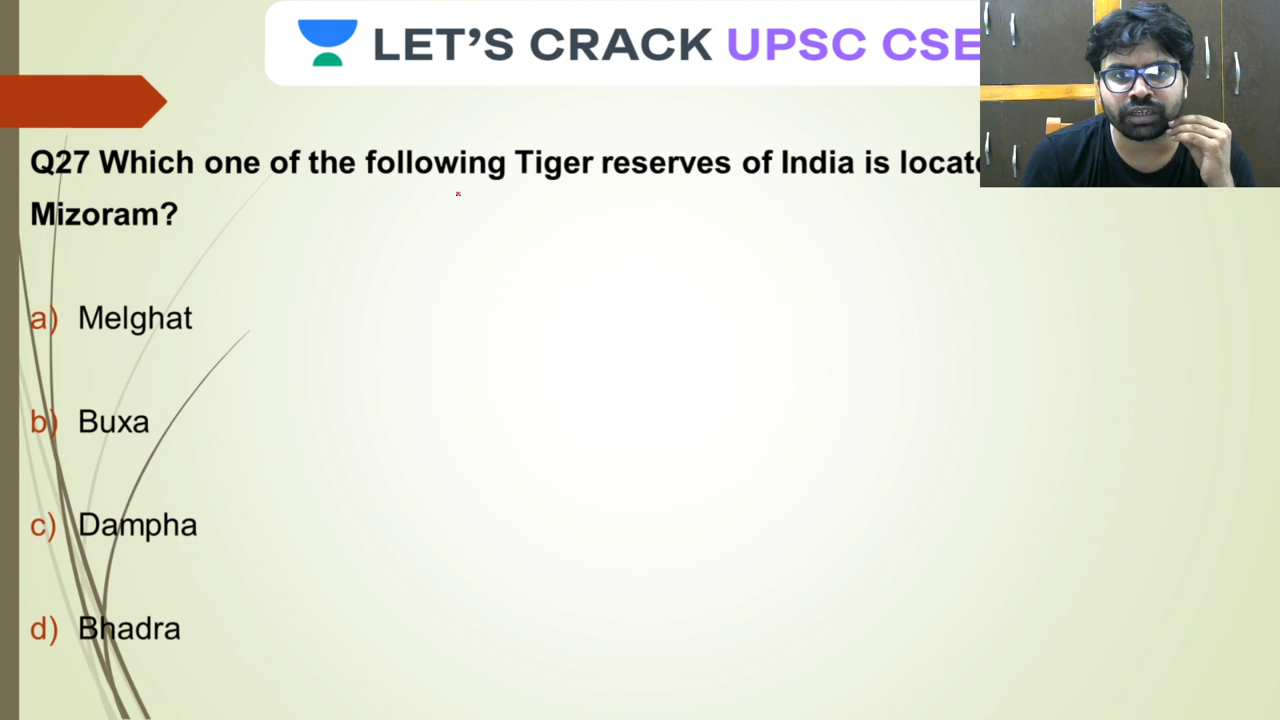 LET'S CRACK UPSC CSE
Q27 Which one of the following Tiger reserves of India is
Mizoram?
a) Melghat
b) Buxa
c) Dampha
d) Bhadra